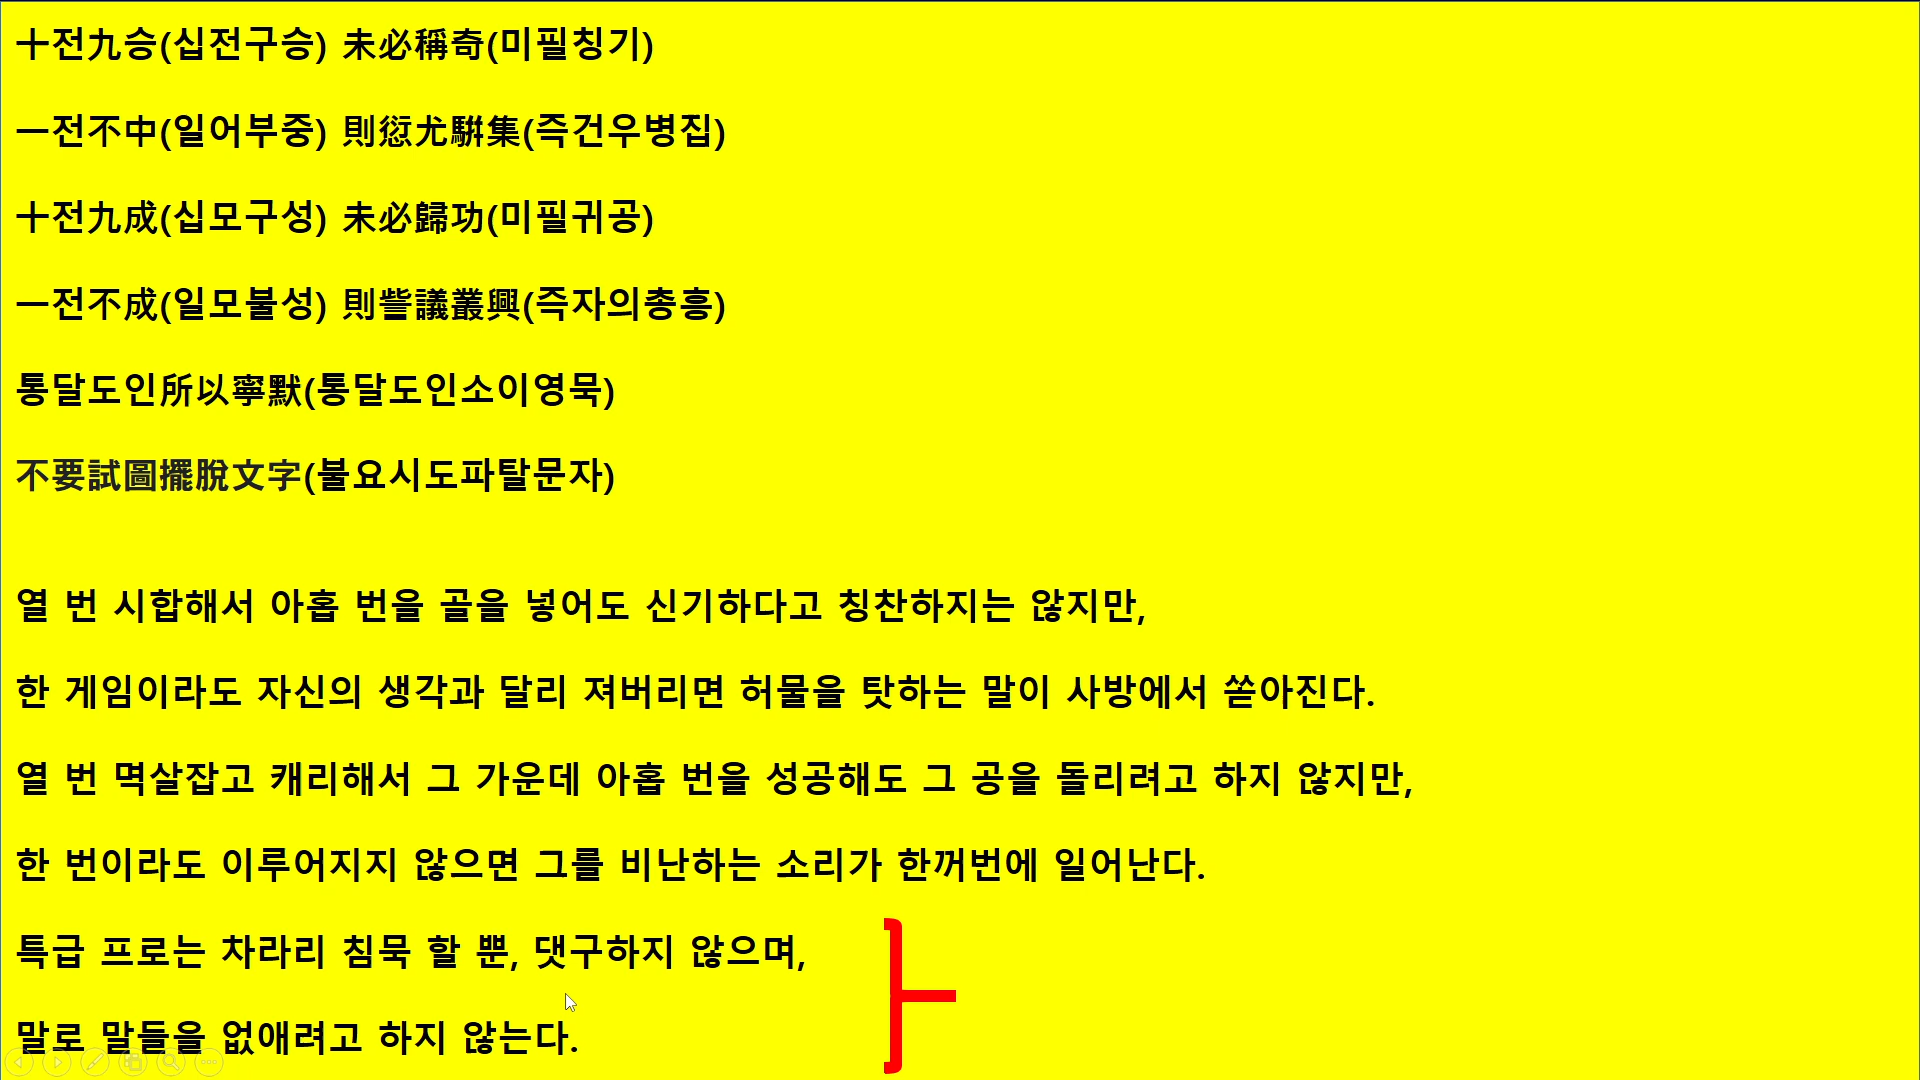 十전九승(십전구승) 未必稱奇(미필칭기)
一전不中(일어부중) 則愆尤騈集(즉건우병집)
十전九成(십모구성) 未必歸功(미필귀공)
一전不成(일모불성) 則訾議叢興(즉자의총흥)
통달도인所以寧默(통달도인소이영묵)
不要試圖擺脫文字(불요시도파탈문자)
열 번 시합해서 아홉 번을 골을 넣어도 신기하다고 칭찬하지는 않지만,
한 게임이라도 자신의 생각과 달리 져버리면 허물을 탓하는 말이 사방에서 쏟아진다.
열 번 멱살잡고 캐리해서 그 가운데 아홉 번을 성공해도 그 공을 돌리려고 하지 않지만,
한 번이라도 이루어지지 않으면 그를 비난하는 소리가 한꺼번에 일어난다.
특급 프로는 차라리 침묵 할 뿐, 댓구하지 않으며,
말로 말들을 없애려고 하지 않는다.